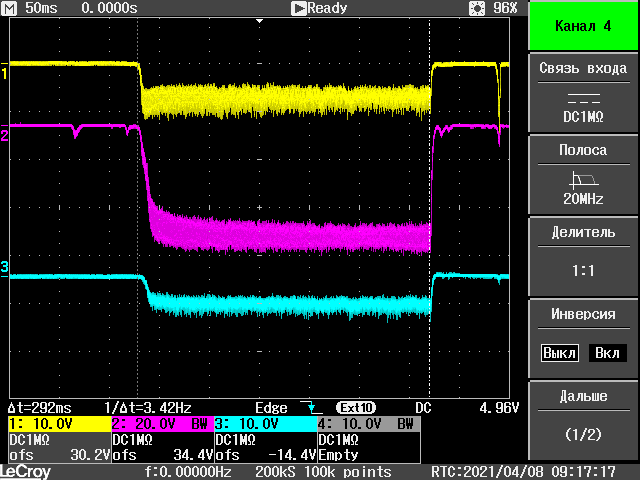 M 50ms 0.0000s Ready 96%
Канал 4
1
Связь входа
DC1MΩ
2
Полоса
20MHz
Делитель
1:1
3
Инверсия
Выкл Вкл
Дальше
(1/2)
Δt=292ms 1/Δt=3.42Hz Edge Ext10 DC 4.96V
1: 10.0V 2: 20.0V BW 3: 10.0V 4: 10.0V BW
DC1MΩ DC1MΩ DC1MΩ DC1MΩ
ofs 30.2V ofs 34.4V ofs -14.4V Empty
LeCroy f:0.00000Hz 200kS 100k points RTC:2021/04/08 09:17:17